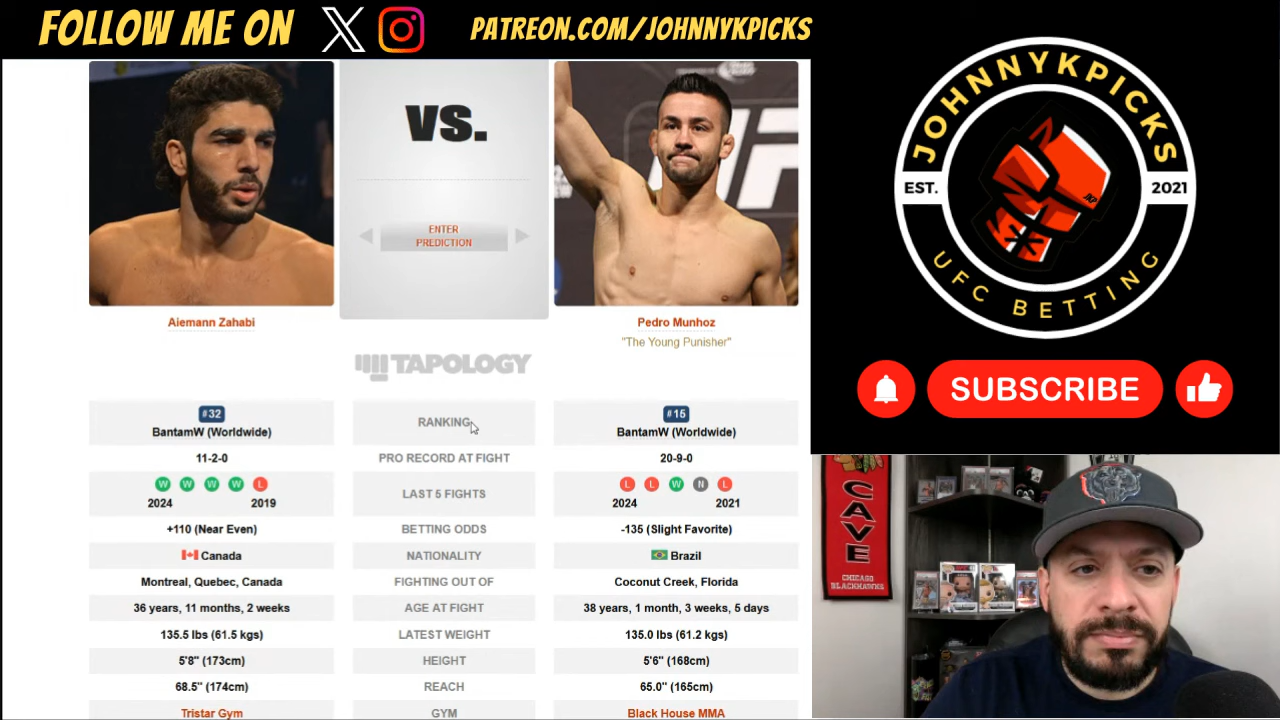 FOLLOW ME ON
PATREON.COM/JOHNNYKPICKS
VS.
ENTER
PREDICTION
Aiemann Zahabi
Pedro Munhoz
"The Young Punisher"
TAPOLOGY
#32 RANKING #15
BantamW (Worldwide) BantamW (Worldwide)
11-2-0 PRO RECORD AT FIGHT 20-9-0
W W W W L LAST 5 FIGHTS L L W N L
2024 2019 2024 2021
+110 (Near Even) BETTING ODDS -135 (Slight Favorite)
Canada NATIONALITY Brazil
Montreal, Quebec, Canada FIGHTING OUT OF Coconut Creek, Florida
36 years, 11 months, 2 weeks AGE AT FIGHT 38 years, 1 month, 3 weeks, 5 days
135.5 lbs (61.5 kgs) LATEST WEIGHT 135.0 lbs (61.2 kgs)
5'8" (173cm) HEIGHT 5'6" (168cm)
68.5" (174cm) REACH 65.0" (165cm)
Tristar Gym GYM Black House MMA
JOHNNYKPICKS
EST. 2021
JKP
UFC BETTING
SUBSCRIBE
CAVE
CHICAGO
BLACKHAWKS